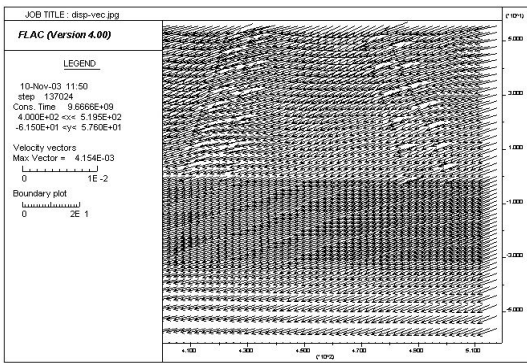 JOB TITLE : disp-vec.jpg
FLAC (Version 4.00)
LEGEND
10-Nov-03 11:50
step 137024
Cons. Time 9.6666E+09
4.000E+02 <x< 5.195E+02
-6.150E+01 <y< 5.760E+01
Velocity vectors
Max Vector = 4.154E-03
0 1E -2
Boundary plot
0 2E 1
(*10^1)
5.000
3.000
1.000
-1.000
-3.000
-5.000
4.100 4.300 4.500 4.700 4.900 5.100
(*10^2)